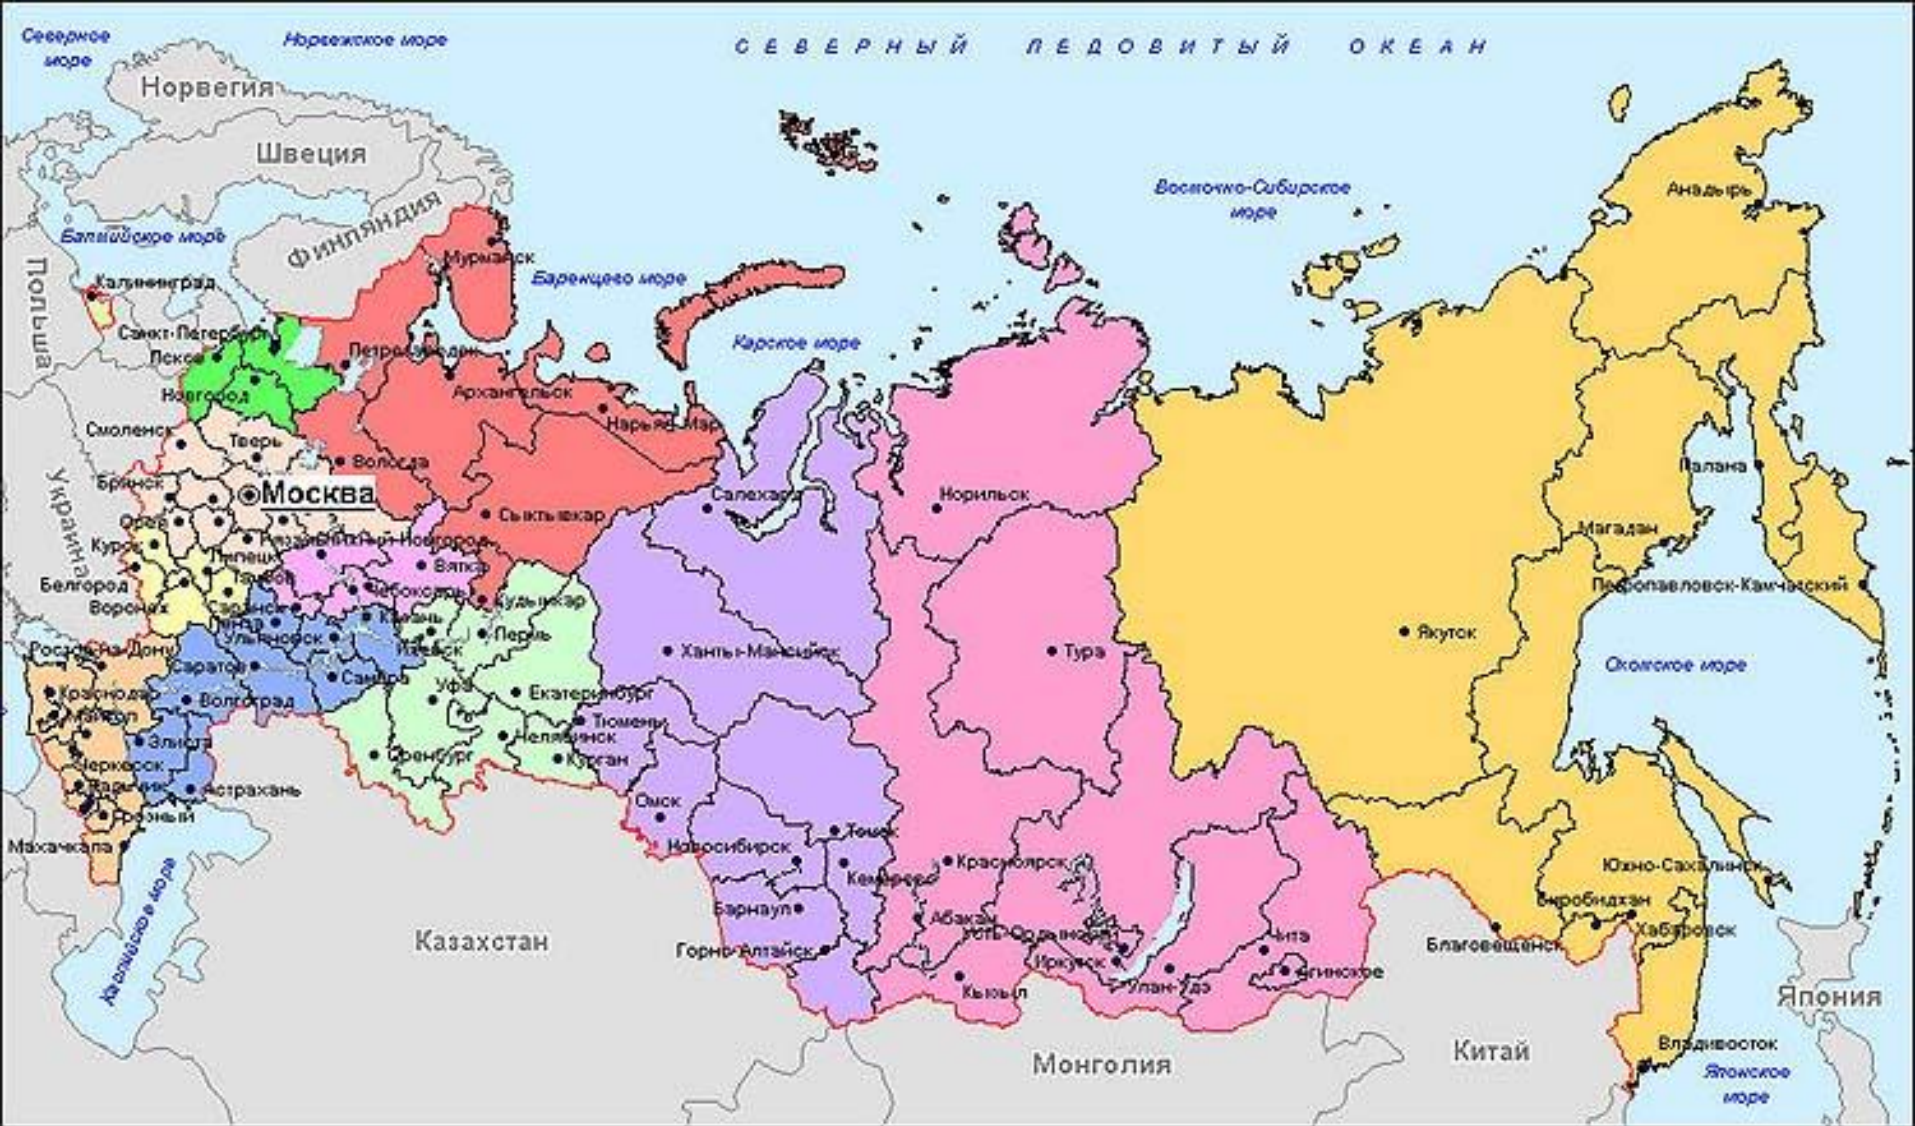 Северное
море
Норвежское море
СЕВЕРНЫЙ ЛЕДОВИТЫЙ ОКЕАН
Норвегия
Швеция
Финляндия
Восточно-Сибирское
море
Анадырь
Балтийское море
Польша
Калининград
Мурманск
Баренцево море
Карское море
Санкт-Петербург
Псков
Петрозаводск
Новгород
Архангельск
Нарьян-Мар
Смоленск
Тверь
Вологда
Украина
Брянск
Москва
Салехард
Норильск
Палана
Орел
Сыктывкар
Магадан
Курск
Рязань
Нижний Новгород
Липецк
Вятка
Белгород
Тамбов
Чебоксары
Кудымкар
Петропавловск-Камчатский
Воронеж
Саранск
Пенза
Казань
Ульяновск
Пермь
Якутск
Ростов-на-Дону
Ижевск
Ханты-Мансийск
Тура
Охотское море
Саратов
Самара
Уфа
Краснодар
Волгоград
Екатеринбург
Майкоп
Тюмень
Элиста
Челябинск
Оренбург
Курган
Черкесск
Нальчик
Астрахань
Омск
Грозный
Томск
Махачкала
Новосибирск
Красноярск
Южно-Сахалинск
Кемерово
Биробиджан
Барнаул
Абакан
Усть-Ордынский
Чита
Хабаровск
Казахстан
Благовещенск
Горно-Алтайск
Иркутск
Агинское
Каспийское море
Кызыл
Улан-Удэ
Япония
Монголия
Китай
Владивосток
Японское
море